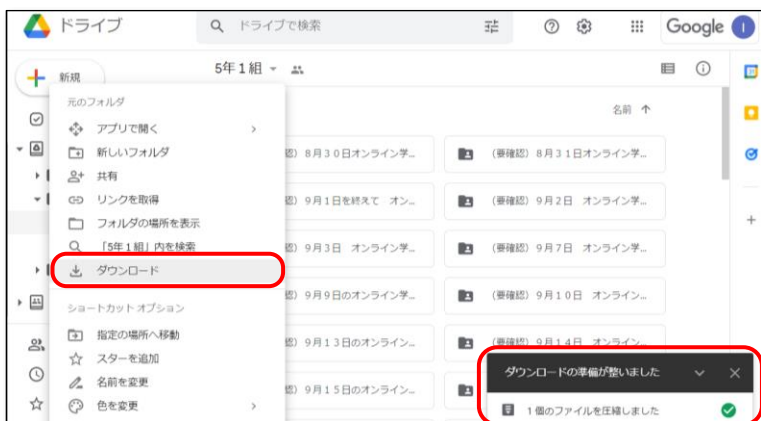 ドライブ
ドライブで検索
Google
I
新規
5年1組
名前
元のフォルダ
アプリで開く
新しいフォルダ
共有
リンクを取得
フォルダの場所を表示
「5年1組」内を検索
ダウンロード
ショートカット オプション
指定の場所へ移動
スターを追加
名前を変更
色を変更
認）8月30日オンライン学...
（要確認）8月31日オンライン学...
認）9月1日を終えて オン...
（要確認）9月2日 オンライン学...
認）9月3日 オンライン学...
（要確認）9月7日 オンライン学...
認）9月9日のオンライン学...
（要確認）9月10日 オンライン...
認）9月13日のオンライン...
（要確認）9月14日 オンライン...
認）9月15日のオンライン...
ダウンロードの準備が整いました
1個のファイルを圧縮しました